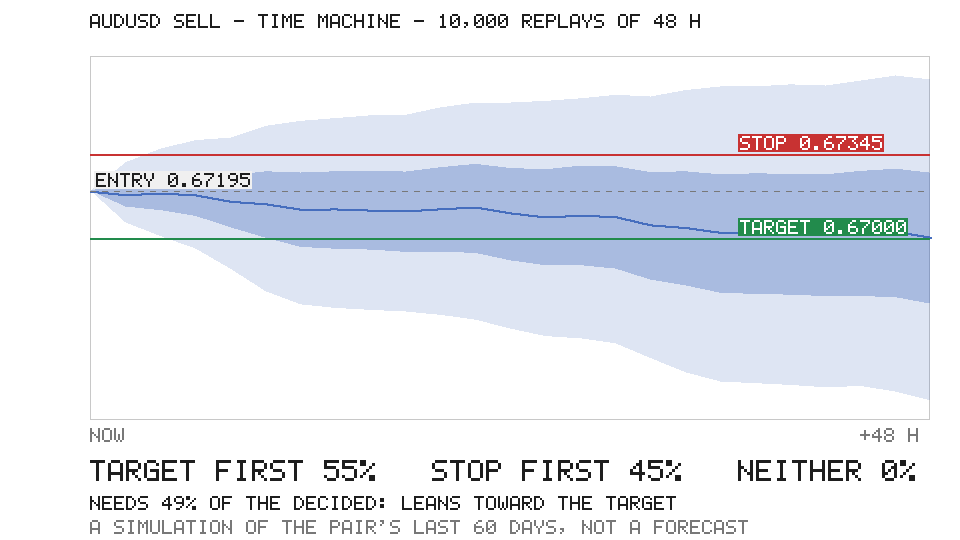 AUDUSD SELL – TIME MACHINE – 10,000 REPLAYS OF 48 H
STOP 0.67345
ENTRY 0.67195
TARGET 0.67000
NOW +48 H
TARGET FIRST 55% STOP FIRST 45% NEITHER 0%
NEEDS 49% OF THE DECIDED: LEANS TOWARD THE TARGET
A SIMULATION OF THE PAIR'S LAST 60 DAYS, NOT A FORECAST